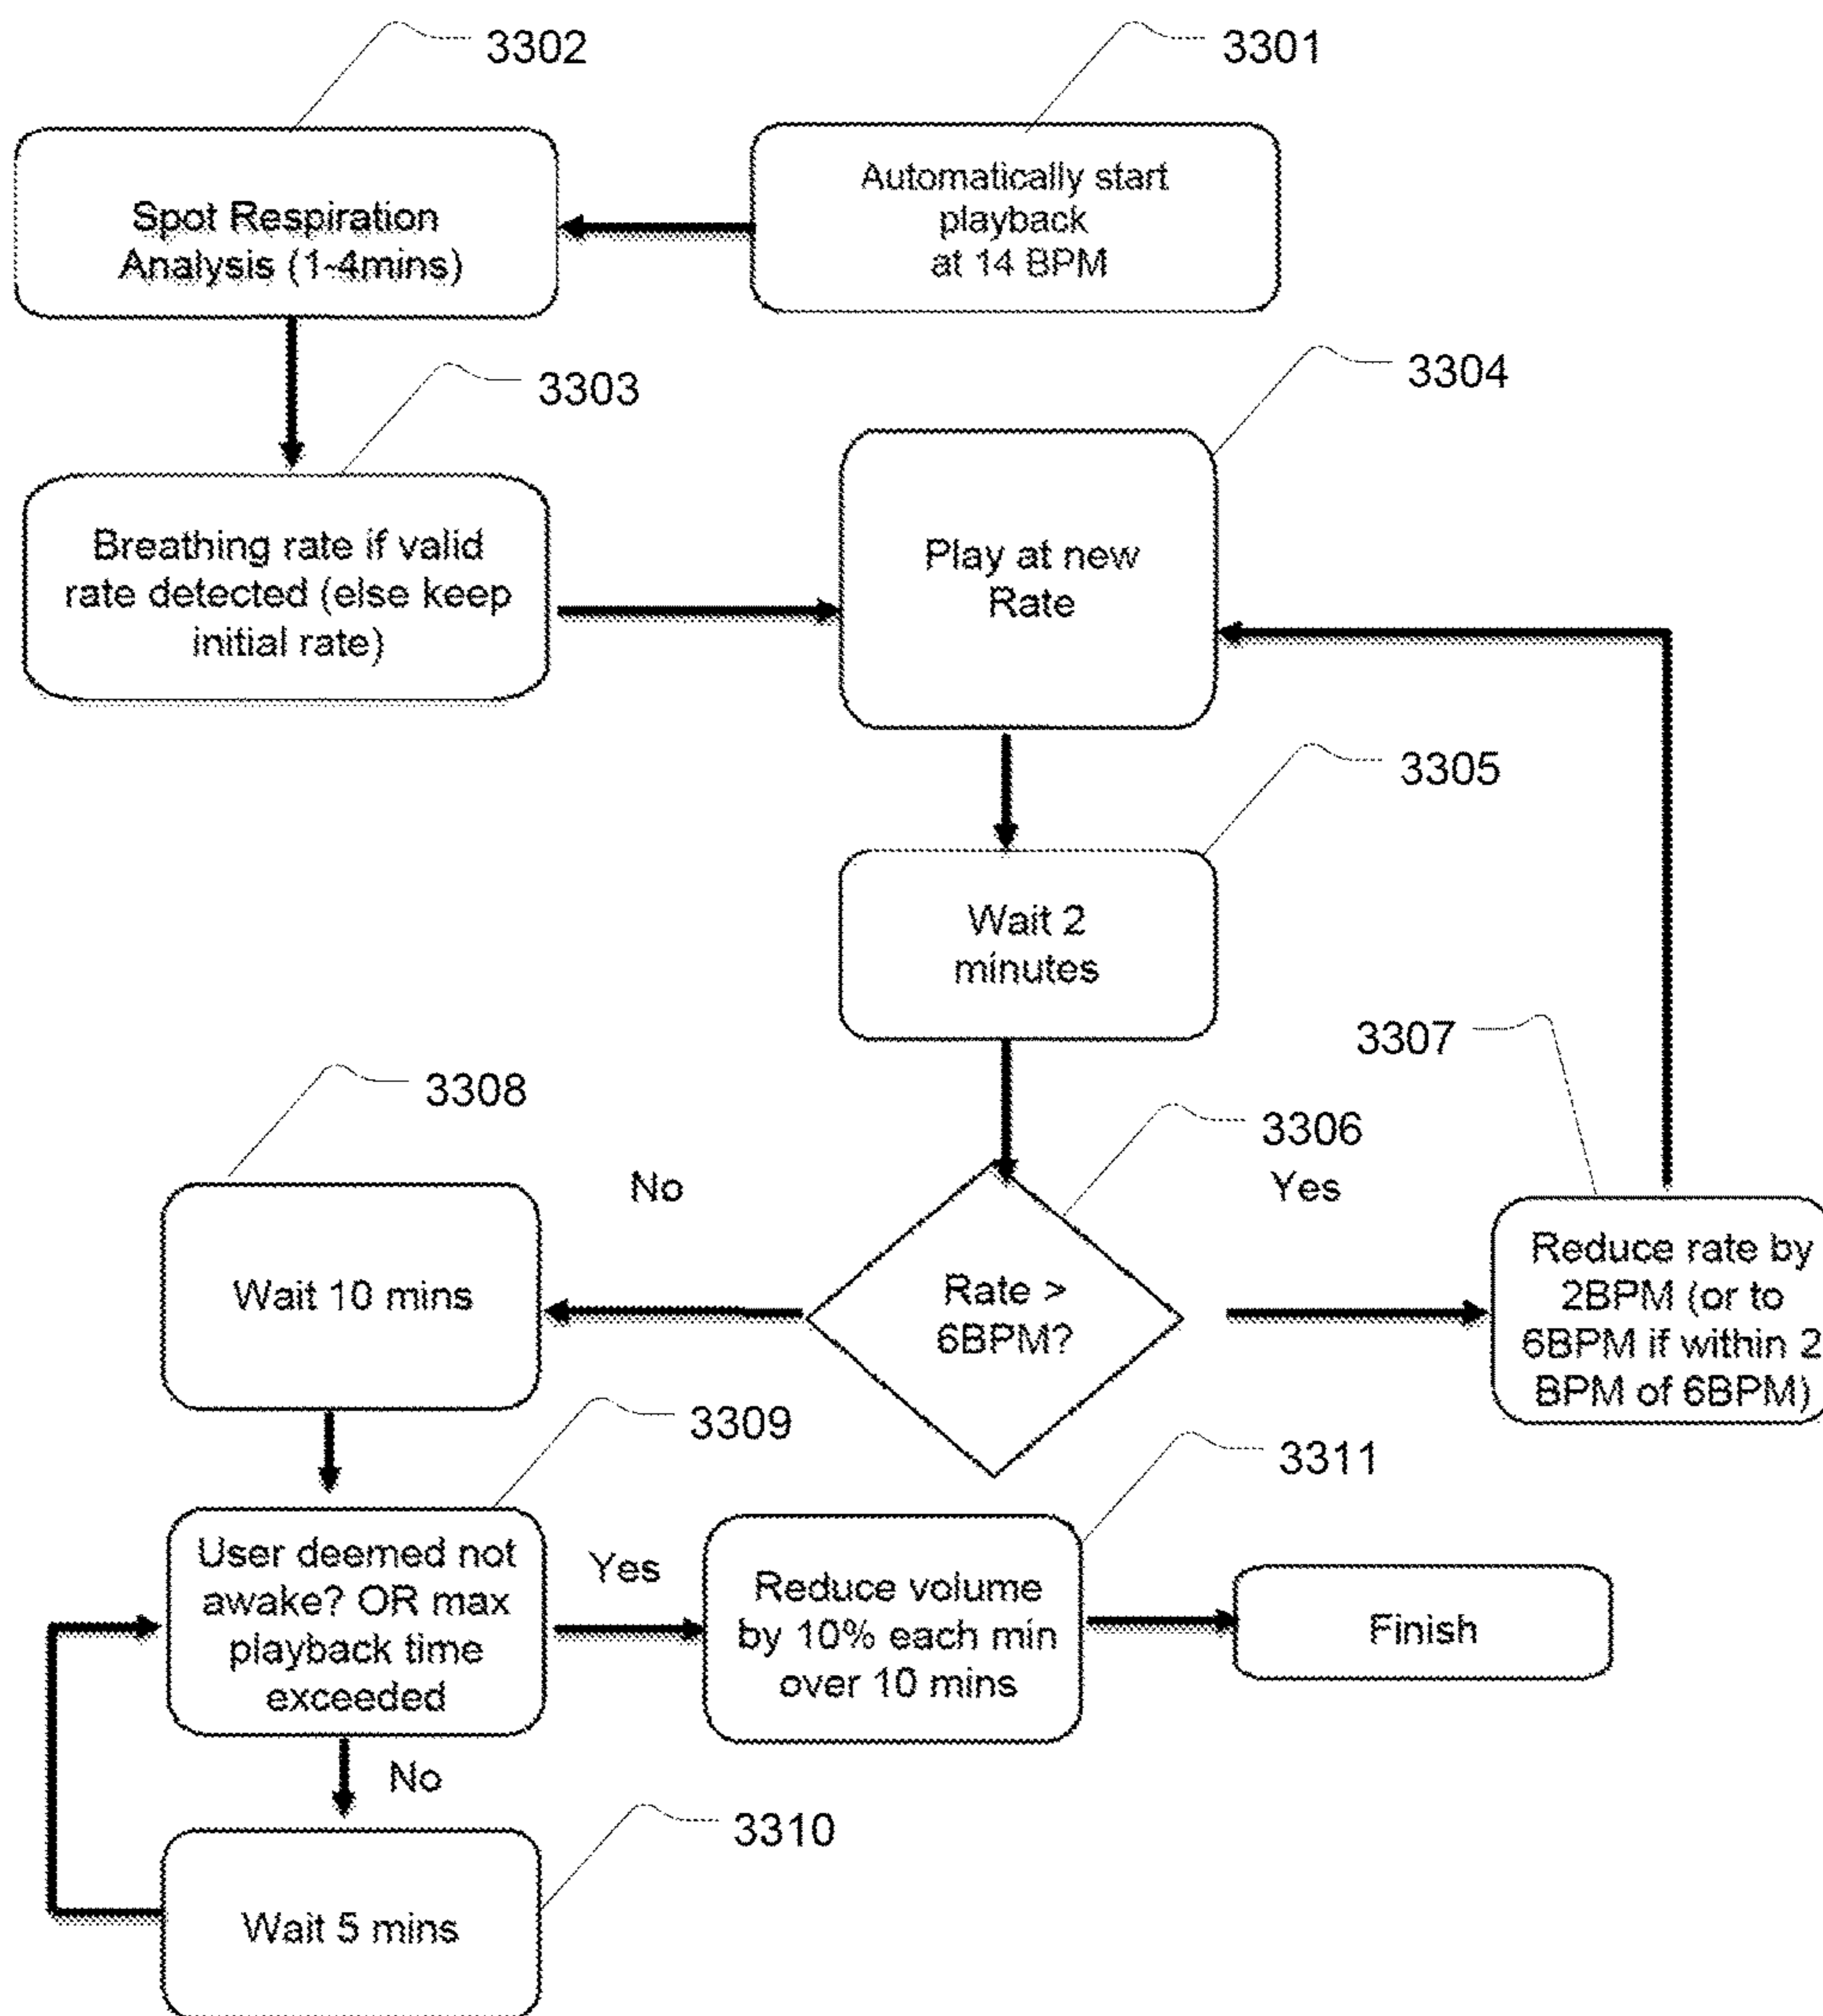 3302
3301
Spot Respiration
Analysis (1-4mins)
Automatically start
playback
at 14 BPM
3303
3304
Breathing rate if valid
rate detected (else keep
initial rate)
Play at new
Rate
3305
Wait 2
minutes
3307
3308
3306
No
Yes
Wait 10 mins
Rate >
6BPM?
Reduce rate by
2BPM (or to
6BPM if within 2
BPM of 6BPM)
3309
3311
User deemed not
awake? OR max
playback time
exceeded
Yes
Reduce volume
by 10% each min
over 10 mins
Finish
No
3310
Wait 5 mins